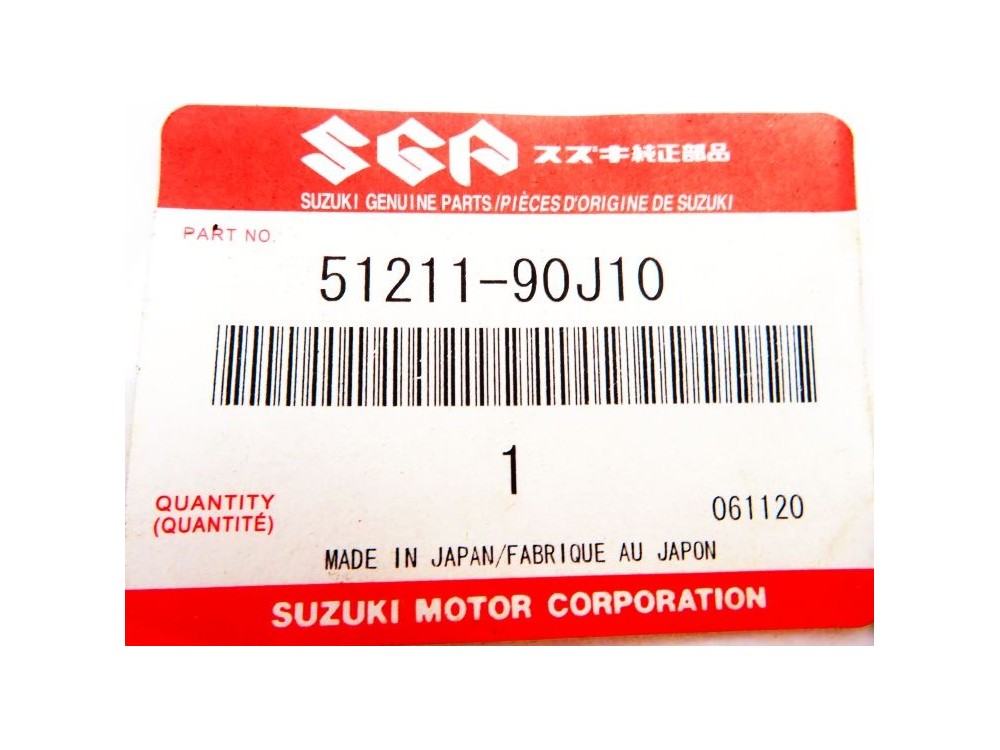 SGP スズキ純正部品
SUZUKI GENUINE PARTS/PIÈCES D'ORIGINE DE SUZUKI
PART NO.
51211-90J10
1
QUANTITY
(QUANTITÉ)
061120
MADE IN JAPAN/FABRIQUE AU JAPON
SUZUKI MOTOR CORPORATION